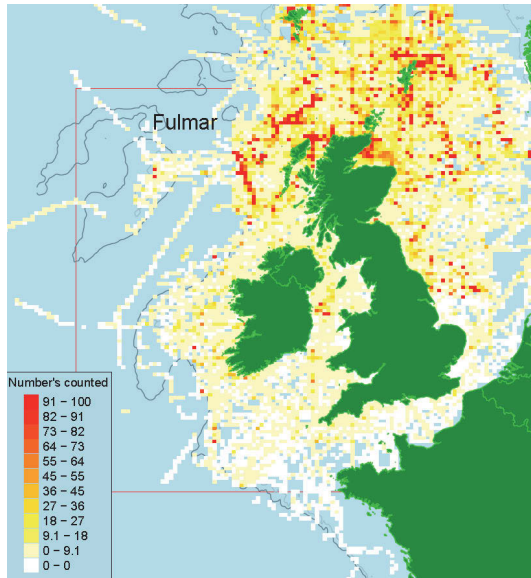 Fulmar
Number's counted
91 – 100
82 – 91
73 – 82
64 – 73
55 – 64
45 – 55
36 – 45
27 – 36
18 – 27
9.1 – 18
0 – 9.1
0 – 0